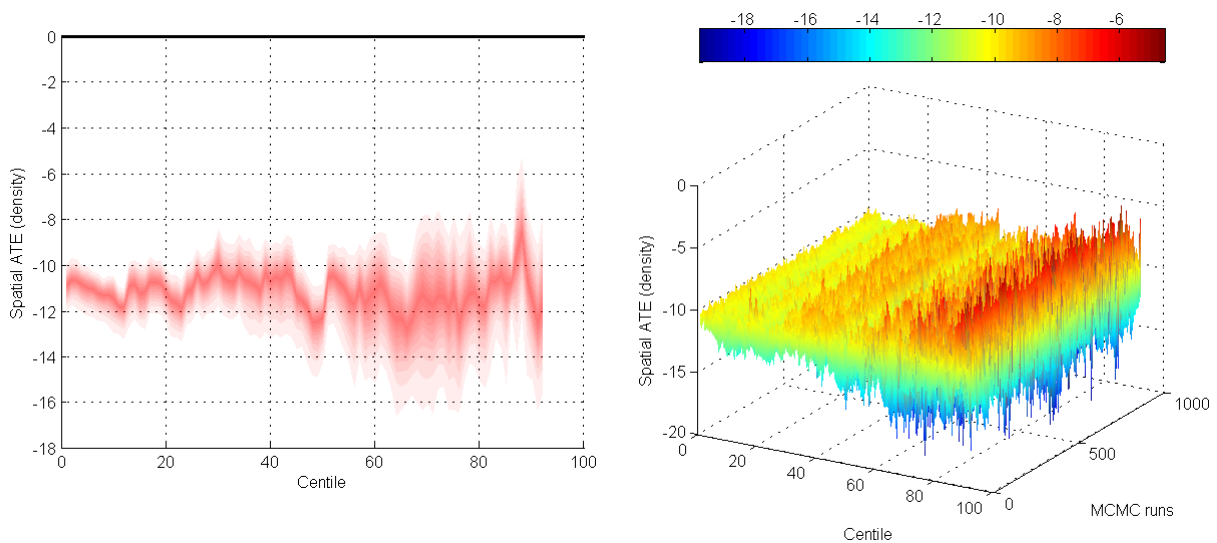 0
-2
-4
-6
-8
-10
-12
-14
-16
-18
Spatial ATE (density)
0 20 40 60 80 100
Centile
-18 -16 -14 -12 -10 -8 -6
0
-5
-10
-15
-20
Spatial ATE (density)
0 20 40 60 80 100
Centile
0 500 1000
MCMC runs